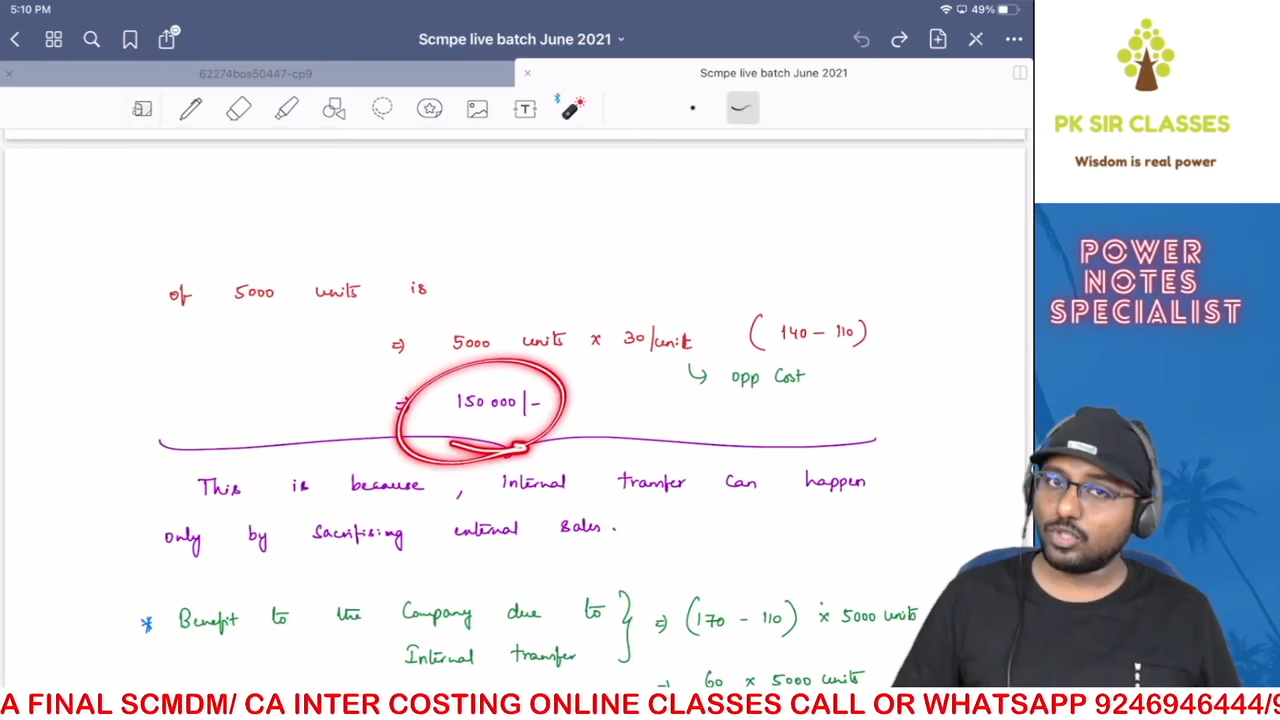 5:10 PM
49%
Scmpe live batch June 2021
62274bos50447-cp9
Scmpe live batch June 2021
T
PK SIR CLASSES
Wisdom is real power
POWER
NOTES
SPECIALIST
of 5000 units is
⇒ 5000 units x 30/unit (140 - 110)
↳ opp Cost
⇒ 150 000/-
This is because, internal transfer can happen
only by sacrifising external sales.
* Benefit to the Company due to
Internal transfer } ⇒ (170 - 110) x 5000 units
→ 60 x 5000 units
A FINAL SCMDM/ CA INTER COSTING ONLINE CLASSES CALL OR WHATSAPP 9246946444/